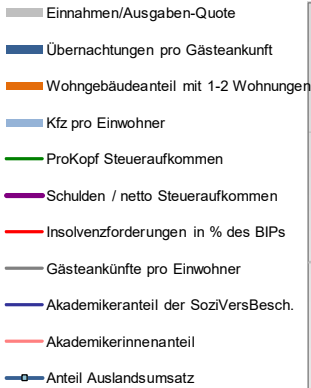 Einnahmen/Ausgaben-Quote
Übernachtungen pro Gästeankunft
Wohngebäudeanteil mit 1-2 Wohnungen
Kfz pro Einwohner
ProKopf Steueraufkommen
Schulden / netto Steueraufkommen
Insolvenzforderungen in % des BIPs
Gästeankünfte pro Einwohner
Akademikeranteil der SoziVersBesch.
Akademikerinnenanteil
Anteil Auslandsumsatz